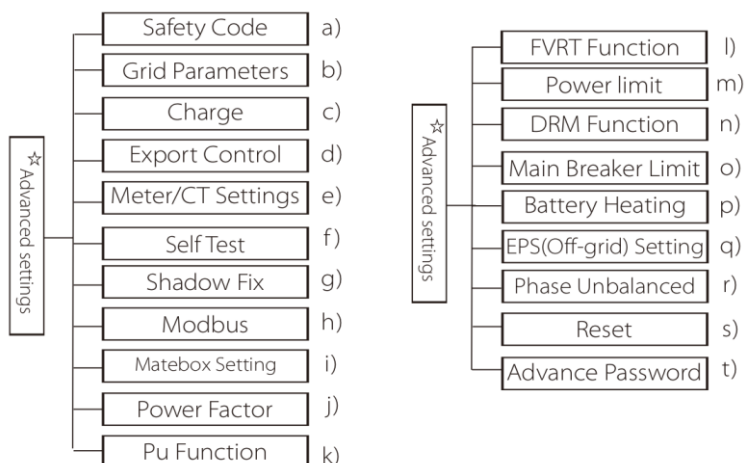 ☆Advanced settings
Safety Code a)
Grid Parameters b)
Charge c)
Export Control d)
Meter/CT Settings e)
Self Test f)
Shadow Fix g)
Modbus h)
Matebox Setting i)
Power Factor j)
Pu Function k)
☆Advanced settings
FVRT Function l)
Power limit m)
DRM Function n)
Main Breaker Limit o)
Battery Heating p)
EPS(Off-grid) Setting q)
Phase Unbalanced r)
Reset s)
Advance Password t)